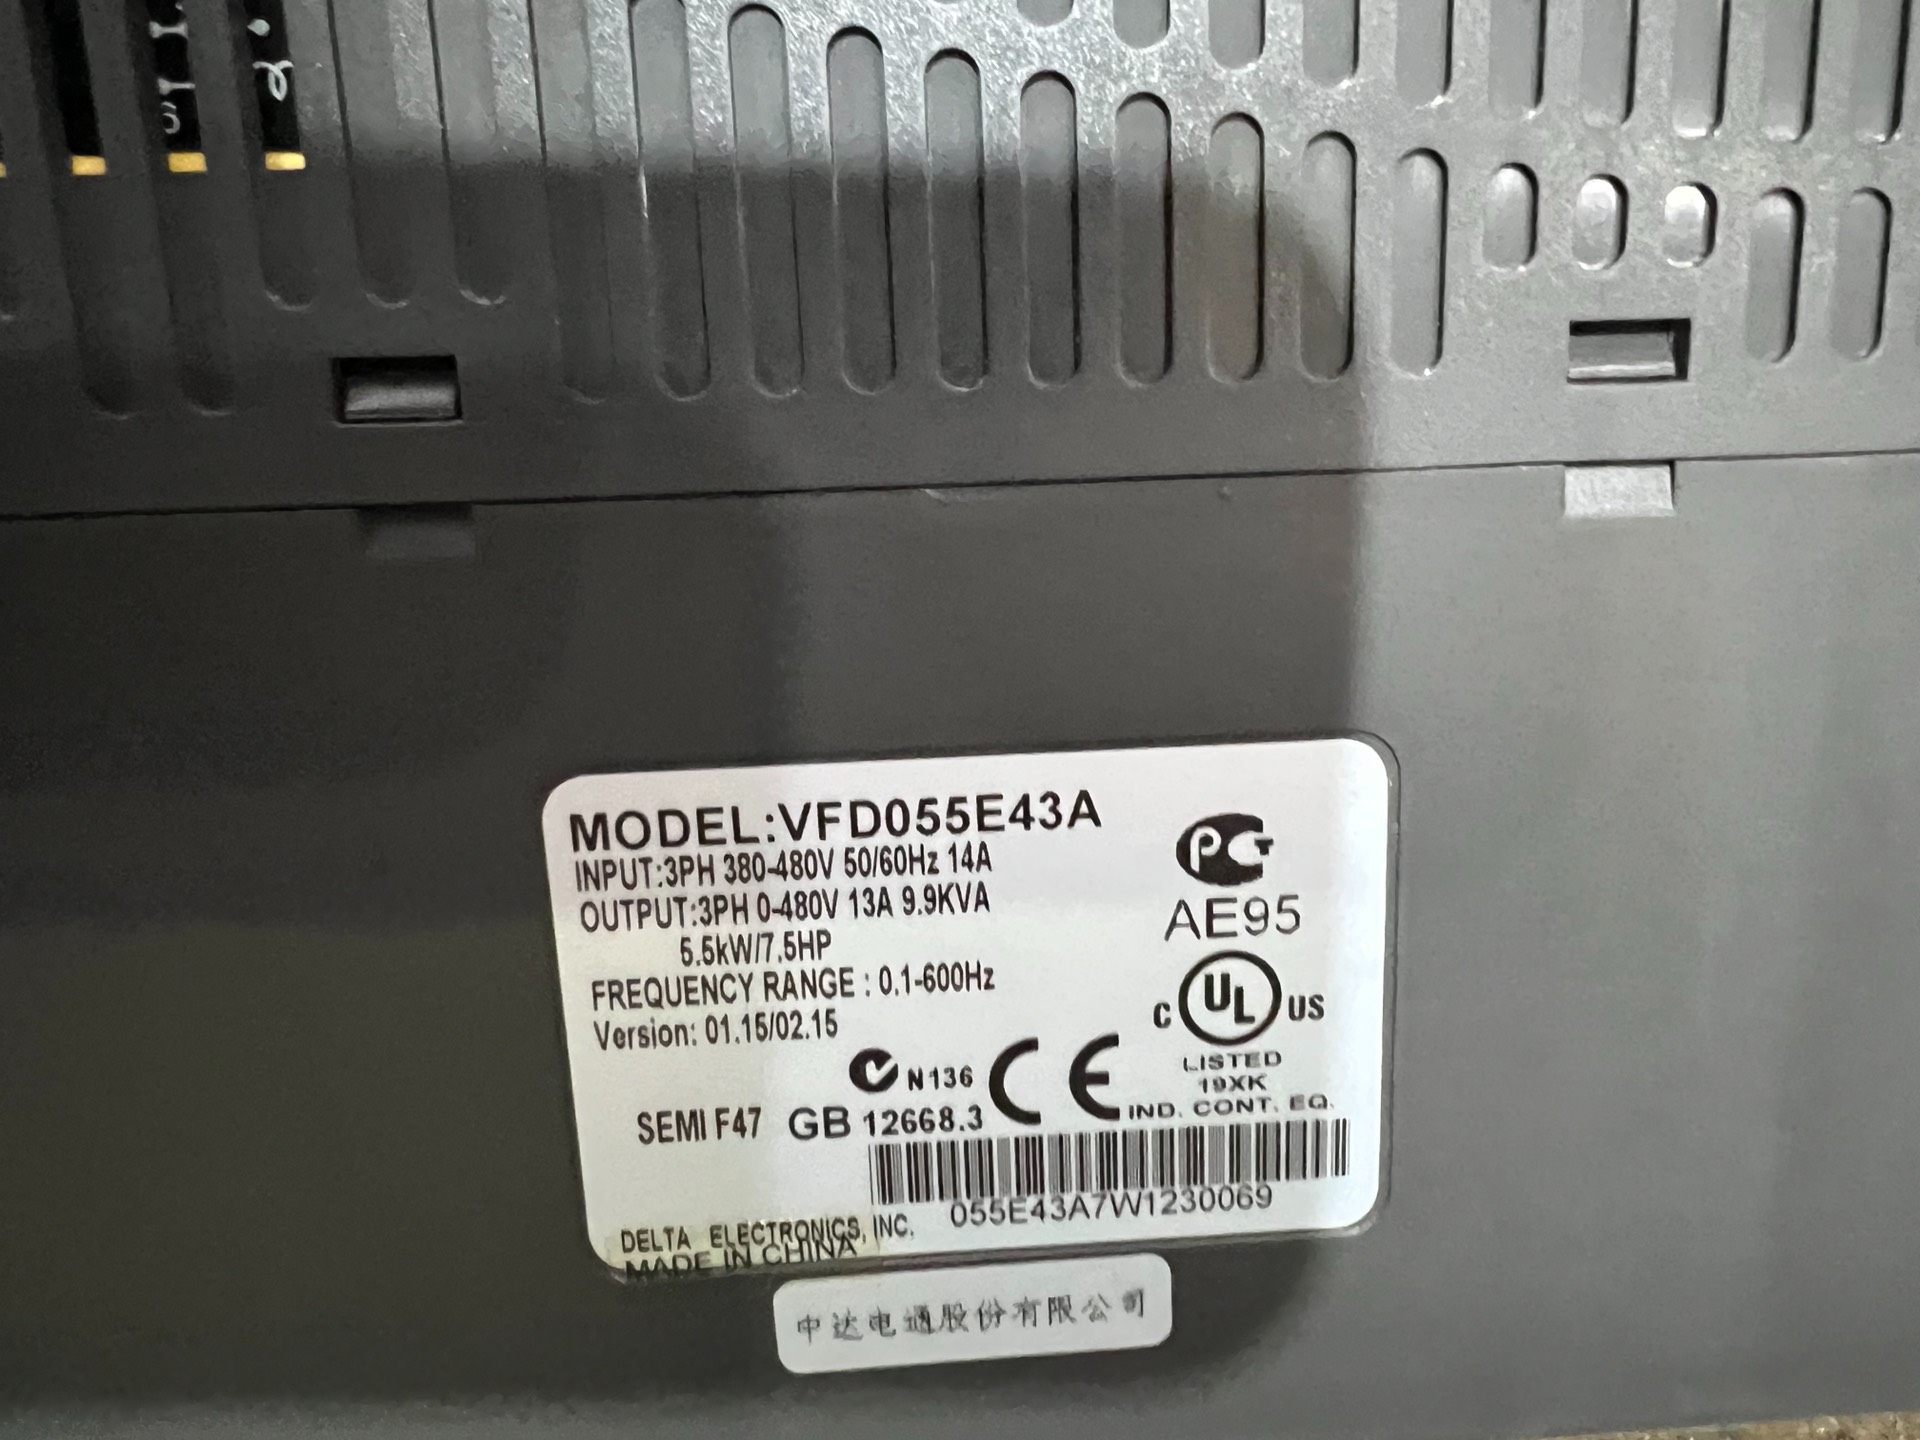 MODEL:VFD055E43A
INPUT:3PH 380-480V 50/60Hz 14A
OUTPUT:3PH 0-480V 13A 9.9KVA
5.5kW/7.5HP
FREQUENCY RANGE : 0.1-600Hz
Version: 01.15/02.15
PCT
AE95
C UL US
LISTED
19XK
IND. CONT. EQ.
N136
CE
SEMI F47 GB 12668.3
055E43A7W1230069
DELTA ELECTRONICS, INC.
MADE IN CHINA
中达电通股份有限公司